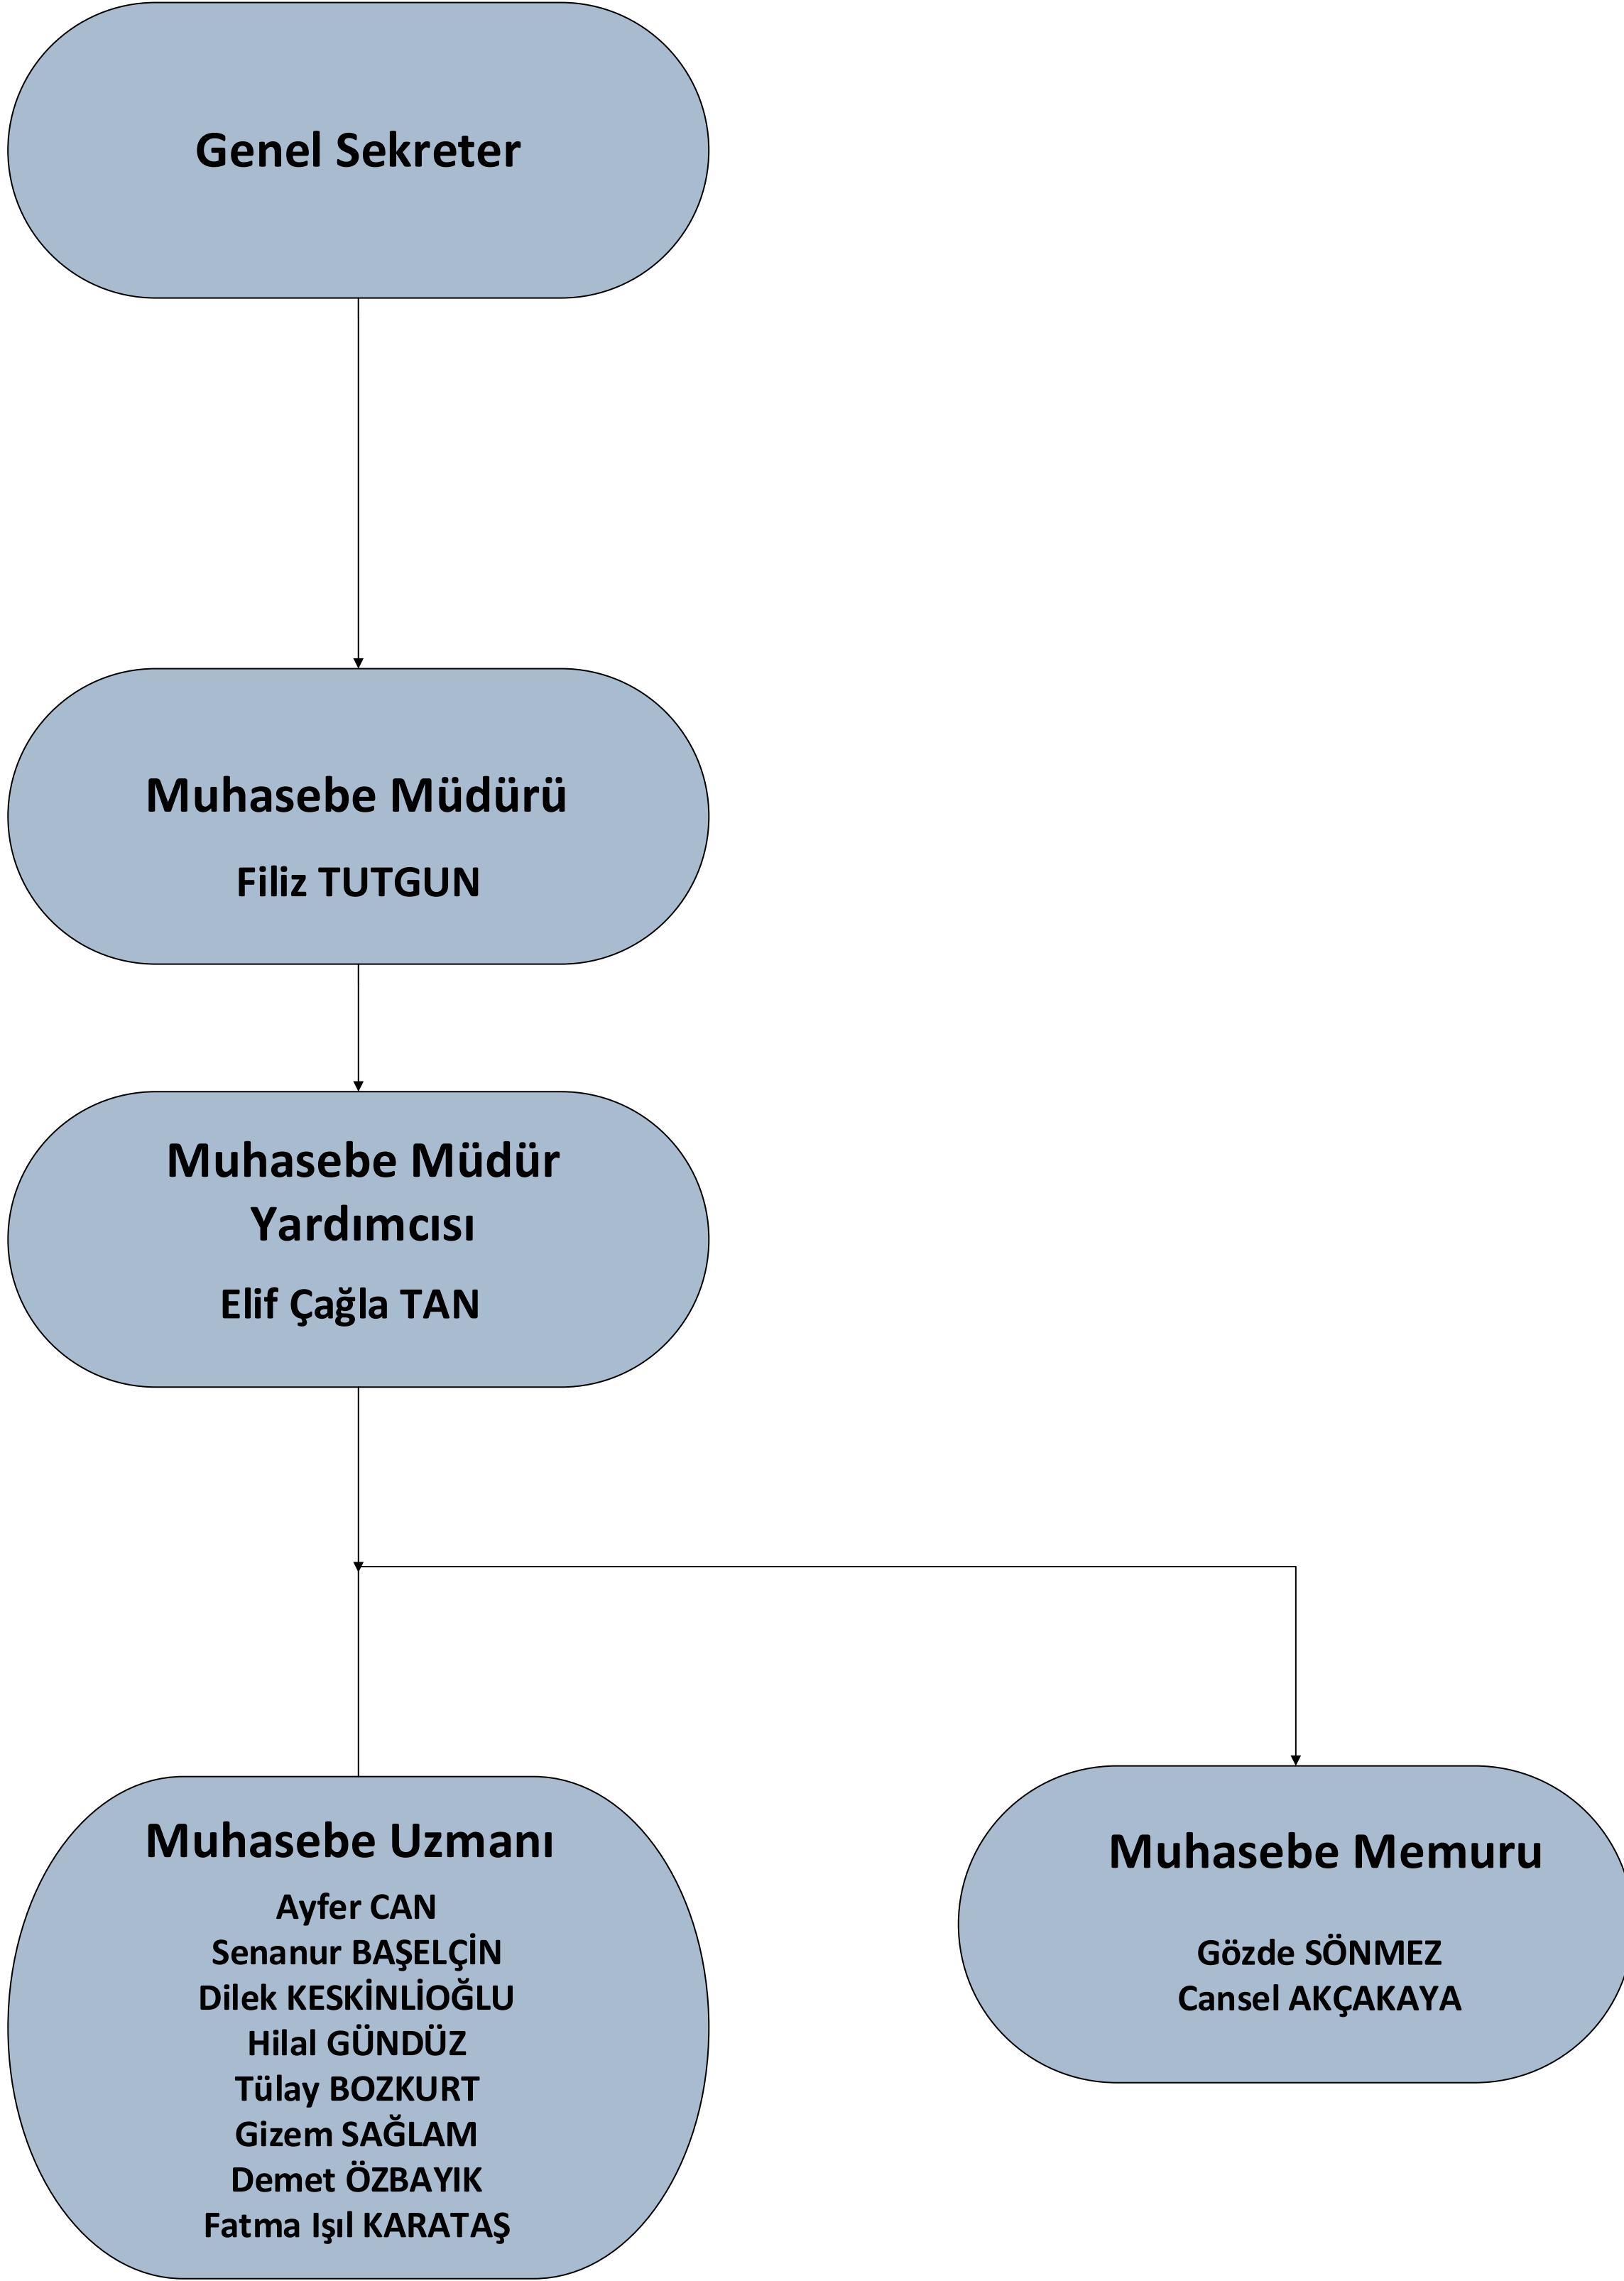 Genel Sekreter
Muhasebe Müdürü
Filiz TUTGUN
Muhasebe Müdür
Yardımcısı
Elif Çağla TAN
Muhasebe Uzmanı
Ayfer CAN
Senanur BAŞELÇİN
Dilek KESKİNLİOĞLU
Hilal GÜNDÜZ
Tülay BOZKURT
Gizem SAĞLAM
Demet ÖZBAYIK
Fatma Işıl KARATAŞ
Muhasebe Memuru
Gözde SÖNMEZ
Cansel AKÇAKAYA